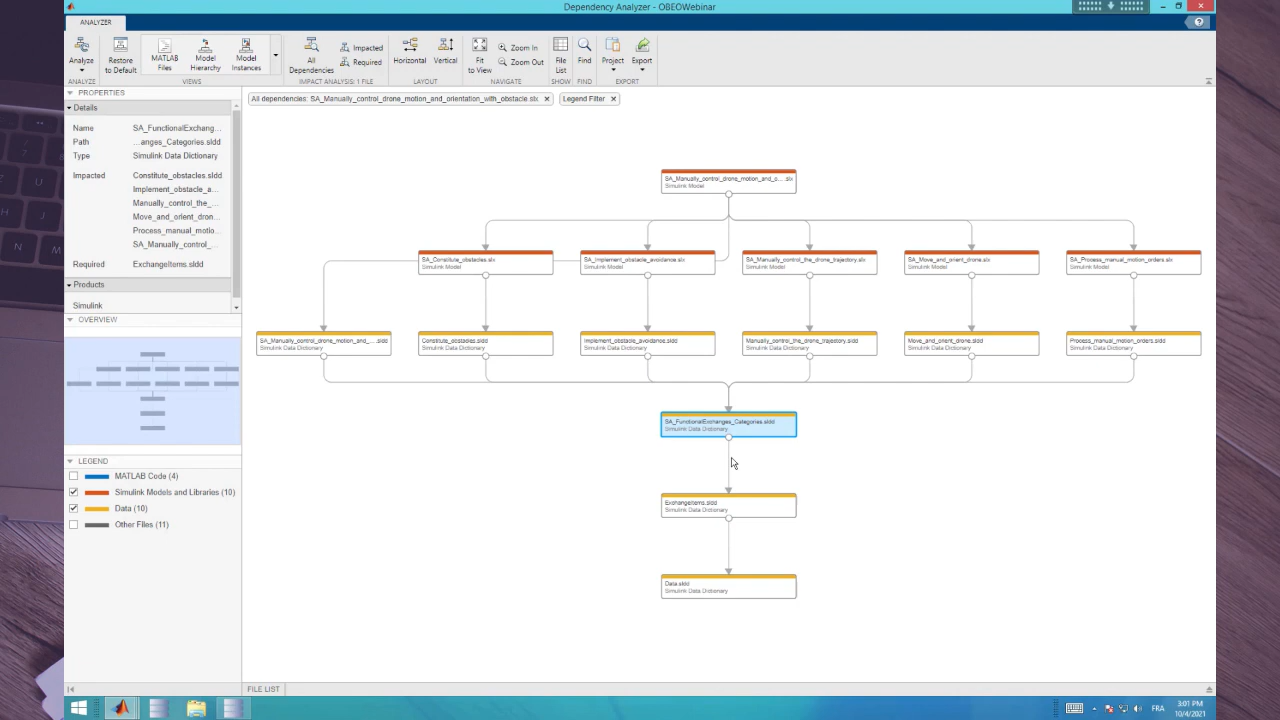 Dependency Analyzer - OBEOWebinar
ANALYZER
Analyze
Restore
to Default
MATLAB
Files
Model
Hierarchy
Model
Instances
All
Dependencies
Impacted
Required
Horizontal
Vertical
Fit
to View
Zoom In
Zoom Out
File
List
Find
Project
Export
ANALYZE
VIEWS
IMPACT ANALYSIS: 1 FILE
LAYOUT
NAVIGATE
SHOW
FIND
EXPORT
PROPERTIES
Details
Name SA_FunctionalExchang...
Path ...anges_Categories.sldd
Type Simulink Data Dictionary
Impacted Constitute_obstacles.sldd
Implement_obstacle_a...
Manually_control_the_...
Move_and_orient_dron...
Process_manual_motio...
SA_Manually_control_...
Required ExchangeItems.sldd
Products
Simulink
OVERVIEW
LEGEND
MATLAB Code (4)
Simulink Models and Libraries (10)
Data (10)
Other Files (11)
All dependencies: SA_Manually_control_drone_motion_and_orientation_with_obstacle.slx
Legend Filter
SA_Manually_control_drone_motion_and_o... .slx
Simulink Model
SA_Constitute_obstacles.slx
Simulink Model
SA_Implement_obstacle_avoidance.slx
Simulink Model
SA_Manually_control_the_drone_trajectory.slx
Simulink Model
SA_Move_and_orient_drone.slx
Simulink Model
SA_Process_manual_motion_orders.slx
Simulink Model
SA_Manually_control_drone_motion_and_... .sldd
Simulink Data Dictionary
Constitute_obstacles.sldd
Simulink Data Dictionary
Implement_obstacle_avoidance.sldd
Simulink Data Dictionary
Manually_control_the_drone_trajectory.sldd
Simulink Data Dictionary
Move_and_orient_drone.sldd
Simulink Data Dictionary
Process_manual_motion_orders.sldd
Simulink Data Dictionary
SA_FunctionalExchanges_Categories.sldd
Simulink Data Dictionary
ExchangeItems.sldd
Simulink Data Dictionary
Data.sldd
Simulink Data Dictionary
FILE LIST
FRA
3:01 PM
10/4/2021